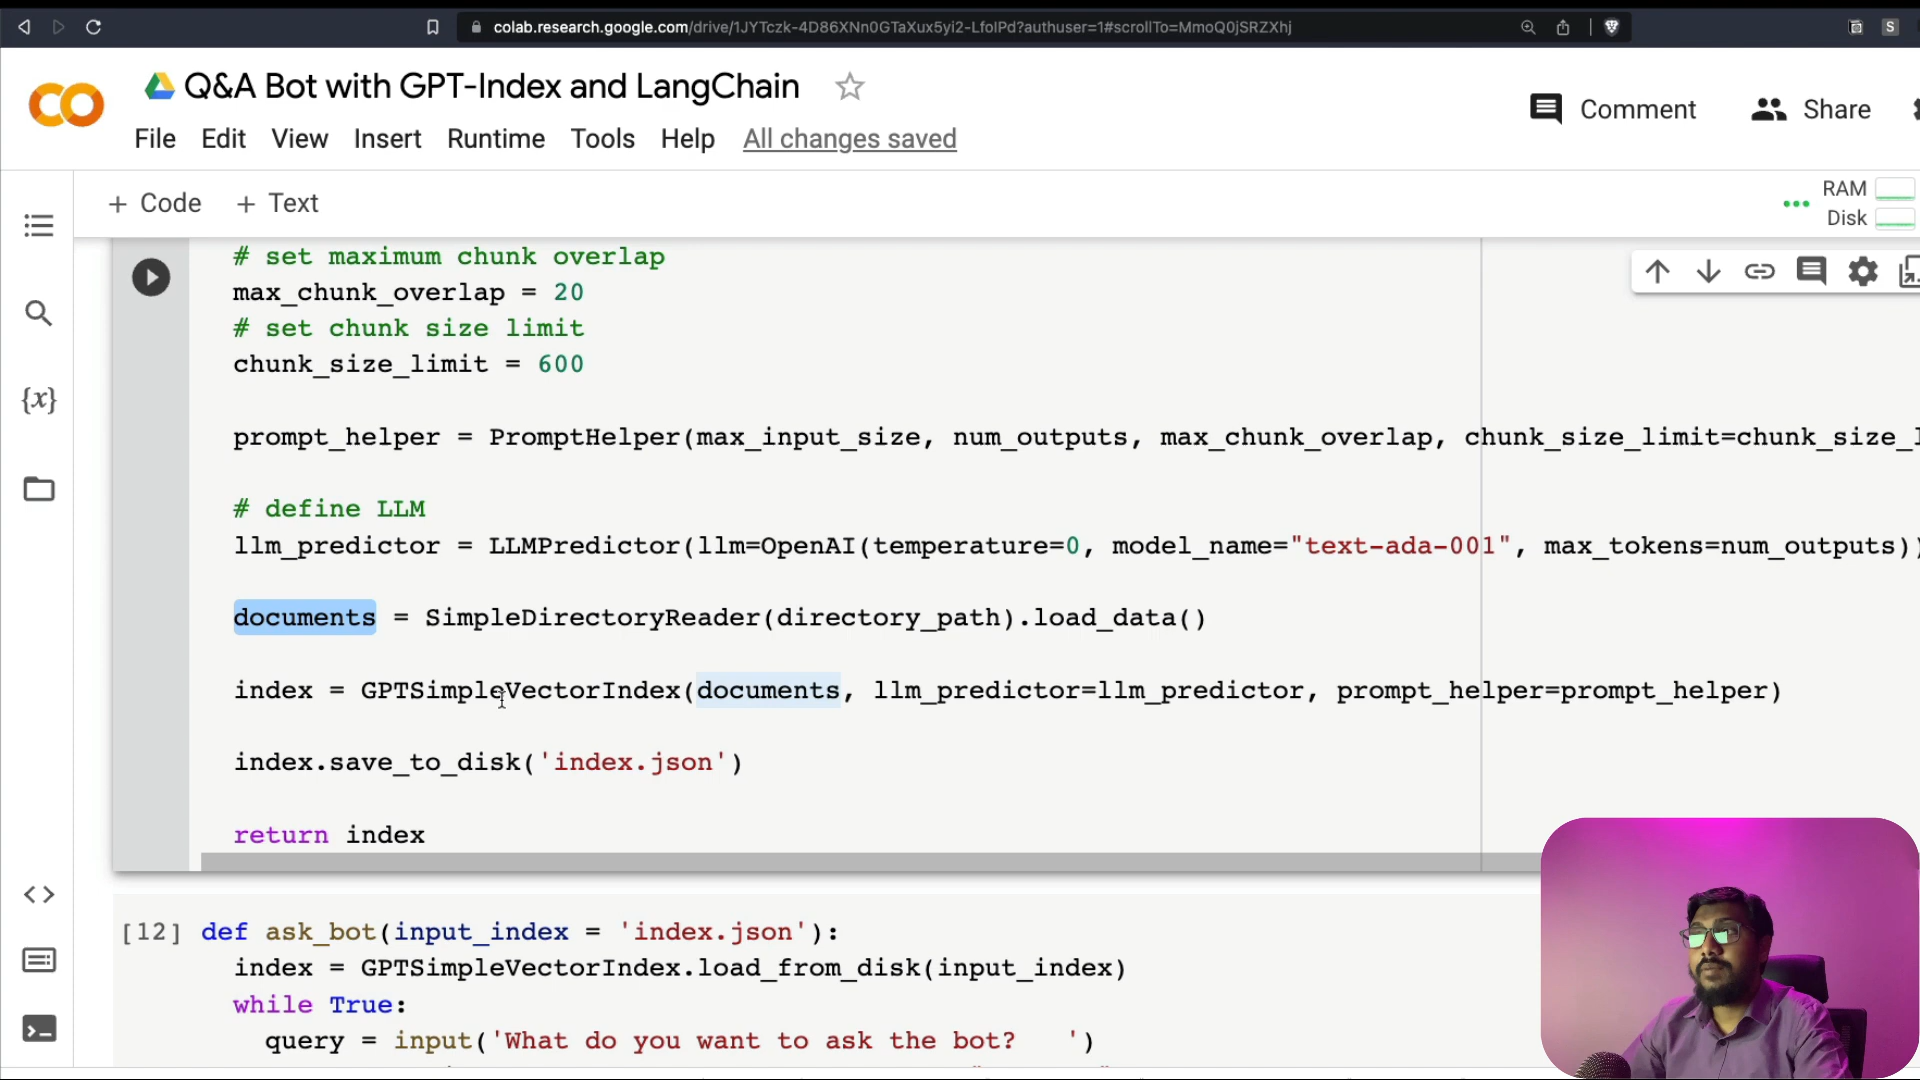 colab.research.google.com/drive/1JYTczk-4D86XNn0GTaXux5yi2-LfolPd?authuser=1#scrollTo=MmoQ0jSRZXhj
S
Q&A Bot with GPT-Index and LangChain
Comment
Share
File Edit View Insert Runtime Tools Help All changes saved
+ Code + Text
RAM
Disk
# set maximum chunk overlap
max_chunk_overlap = 20
# set chunk size limit
chunk_size_limit = 600
{x}
prompt_helper = PromptHelper(max_input_size, num_outputs, max_chunk_overlap, chunk_size_limit=chunk_size_l
# define LLM
llm_predictor = LLMPredictor(llm=OpenAI(temperature=0, model_name="text-ada-001", max_tokens=num_outputs))
documents = SimpleDirectoryReader(directory_path).load_data()
index = GPTSimpleVectorIndex(documents, llm_predictor=llm_predictor, prompt_helper=prompt_helper)
index.save_to_disk('index.json')
return index
[12] def ask_bot(input_index = 'index.json'):
index = GPTSimpleVectorIndex.load_from_disk(input_index)
while True:
query = input('What do you want to ask the bot?   ')